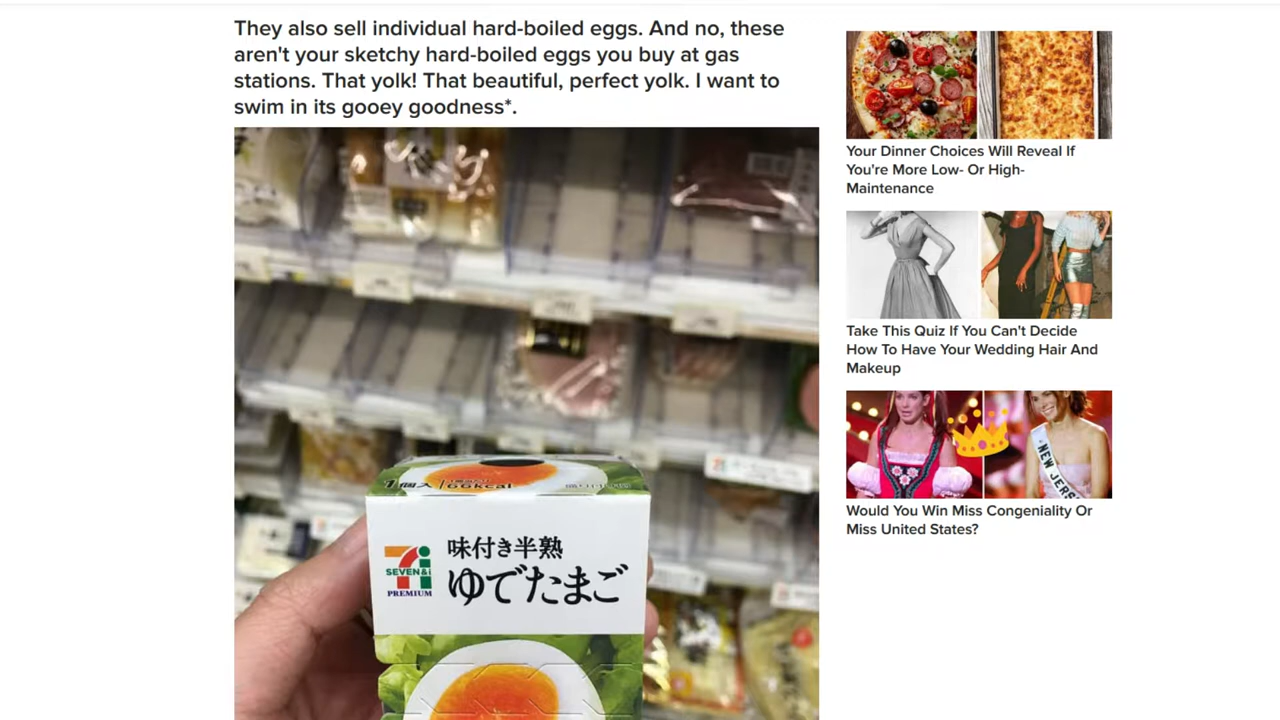 They also sell individual hard-boiled eggs. And no, these
aren't your sketchy hard-boiled eggs you buy at gas
stations. That yolk! That beautiful, perfect yolk. I want to
swim in its gooey goodness*.
Your Dinner Choices Will Reveal If
You're More Low- Or High-
Maintenance
Take This Quiz If You Can't Decide
How To Have Your Wedding Hair And
Makeup
NEW JERS
Would You Win Miss Congeniality Or
Miss United States?
1個入
66kcal
味付き半熟
ゆでたまご
SEVEN&i
PREMIUM